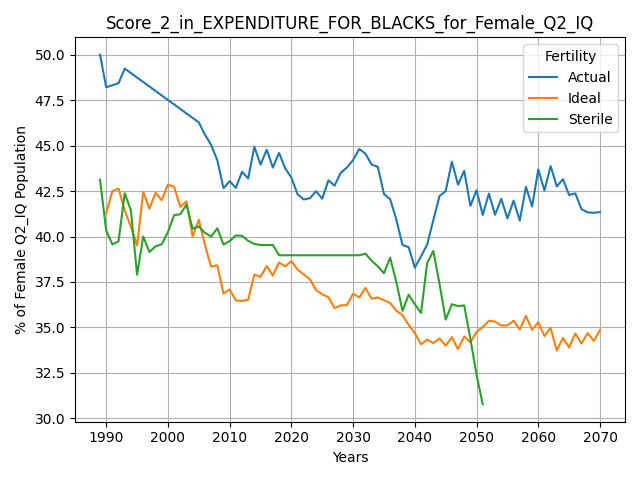 Score_2_in_EXPENDITURE_FOR_BLACKS_for_Female_Q2_IQ
Fertility
Actual
Ideal
Sterile
% of Female Q2_IQ Population
50.0
47.5
45.0
42.5
40.0
37.5
35.0
32.5
30.0
1990 2000 2010 2020 2030 2040 2050 2060 2070
Years